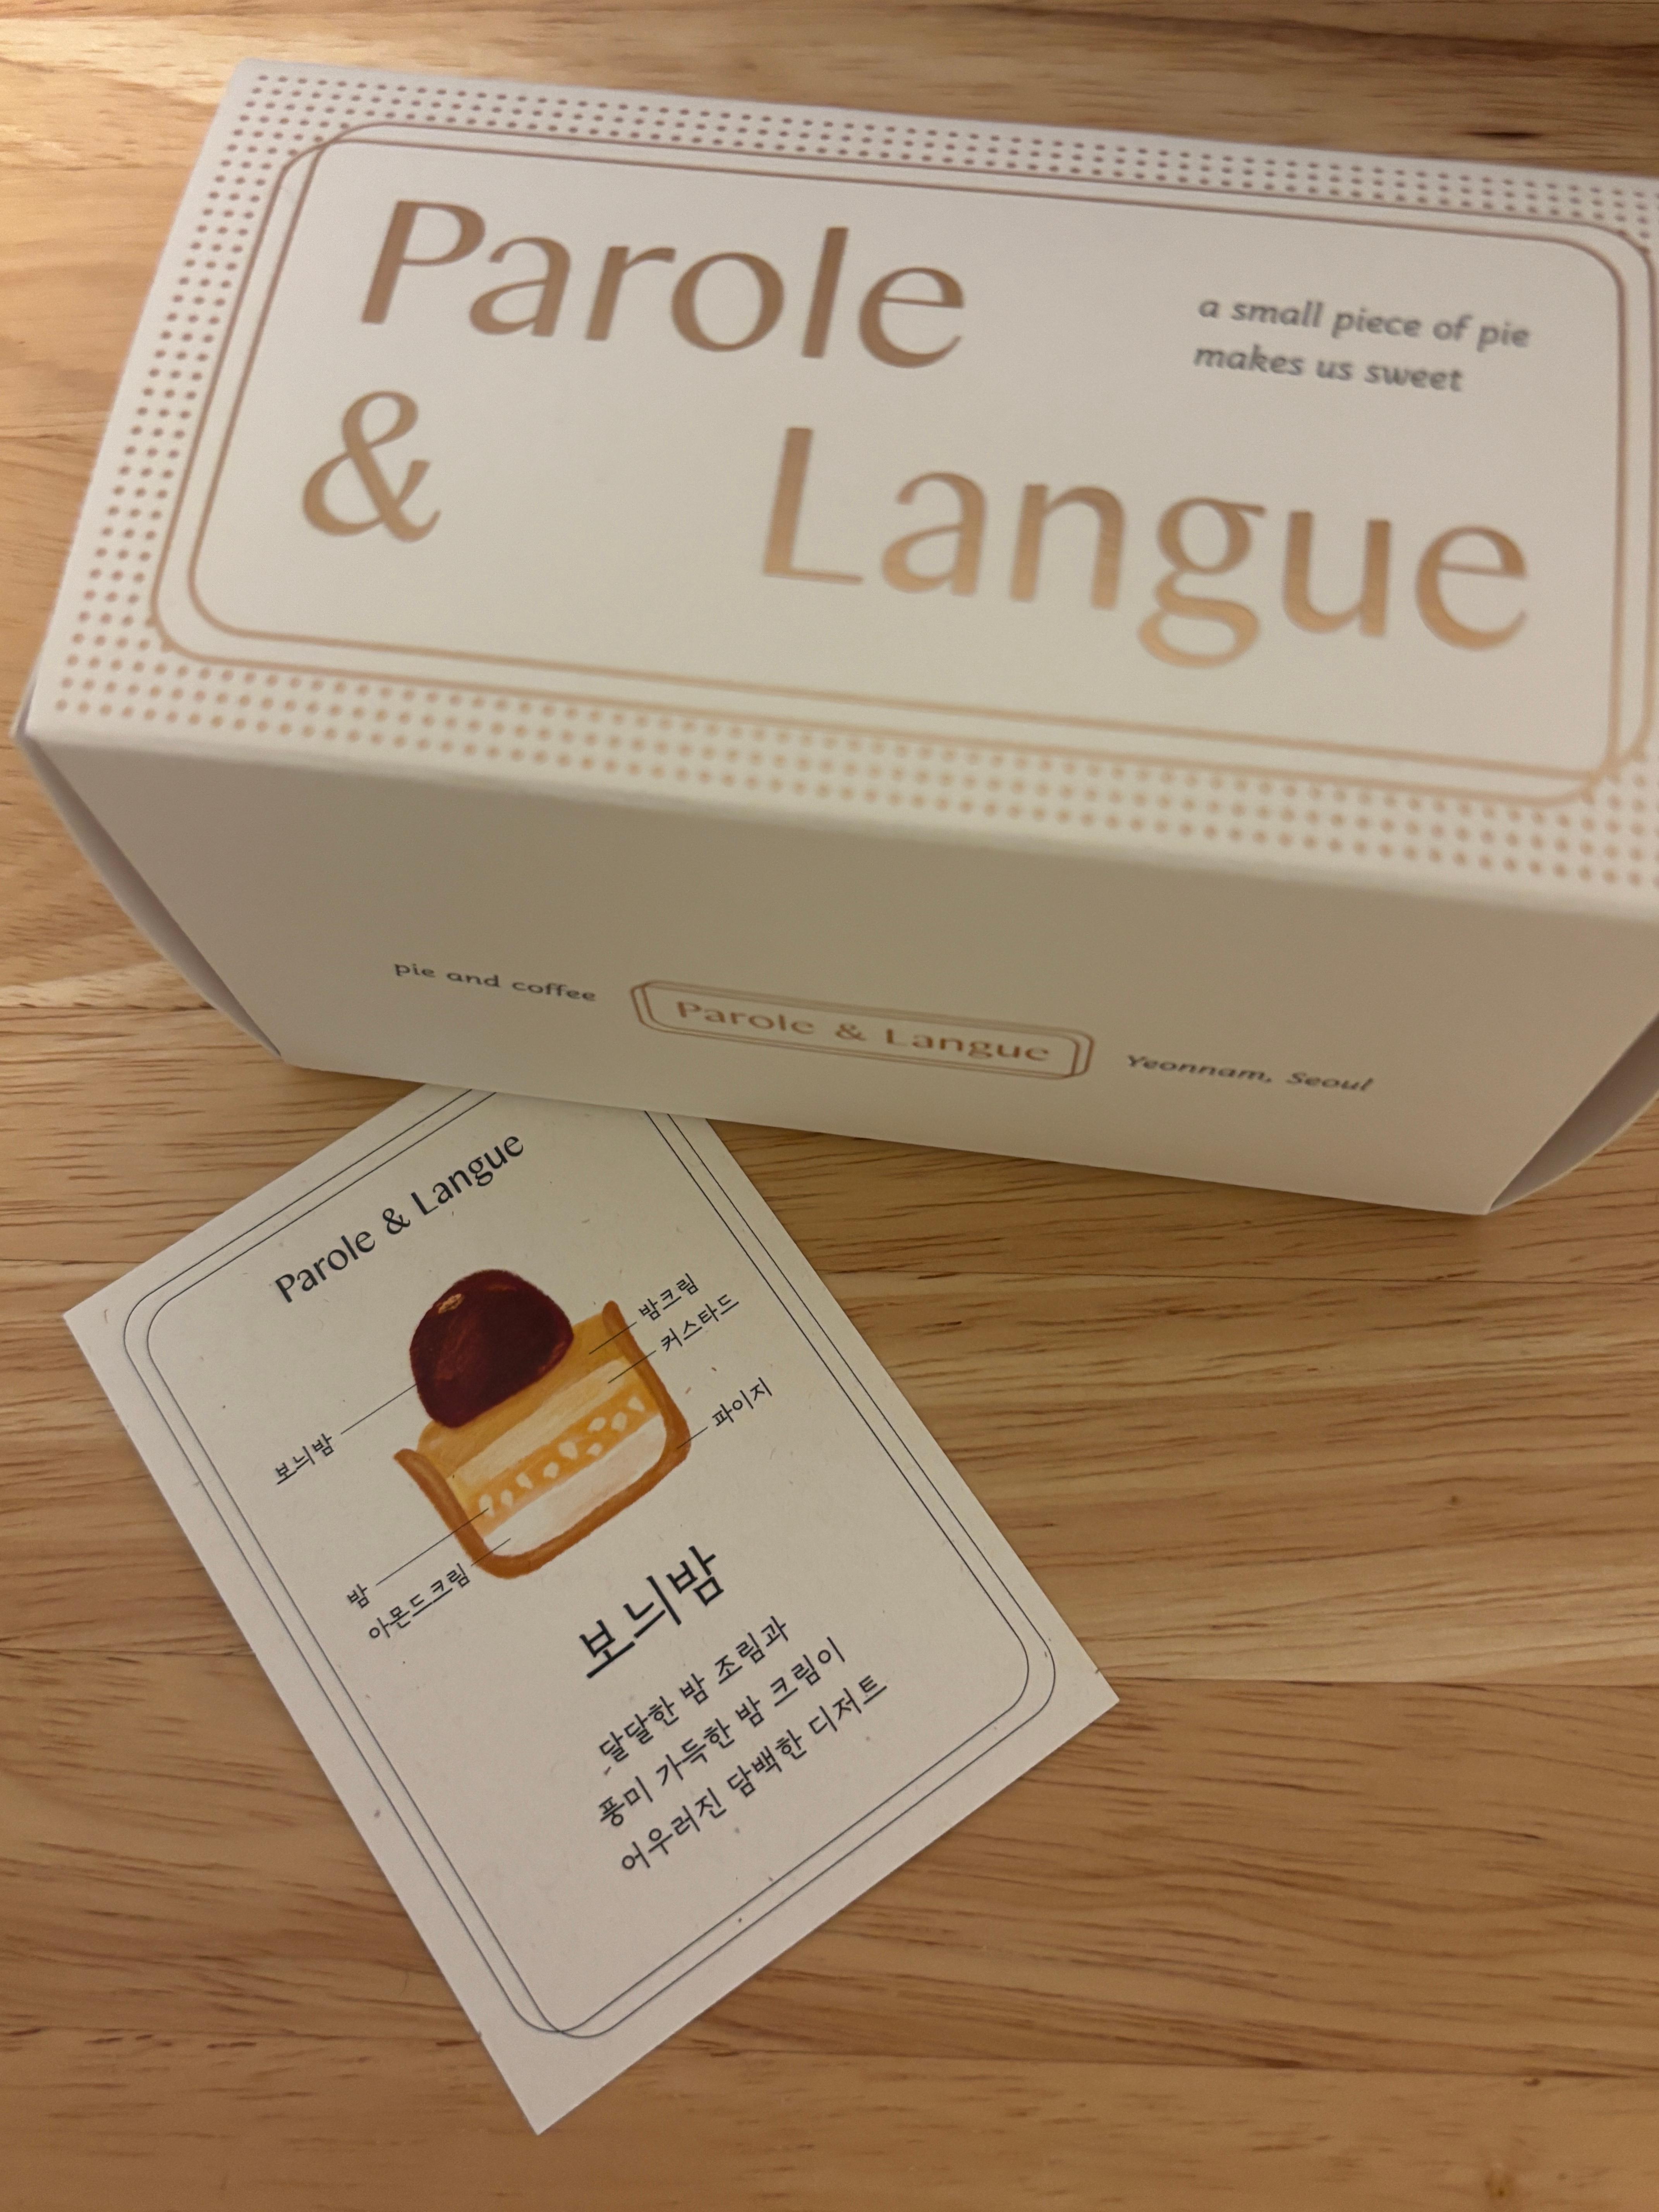 Parole
a small piece of pie
makes us sweet
& Langue
pie and coffee
Parole & Langue
Yeonnam, Seoul
Parole & Langue
밤크림
커스타드
파이지
보늬밤
밤
아몬드크림
보늬밤
달달한 밤 조림과
풍미 가득한 밤 크림이
어우러진 담백한 디저트